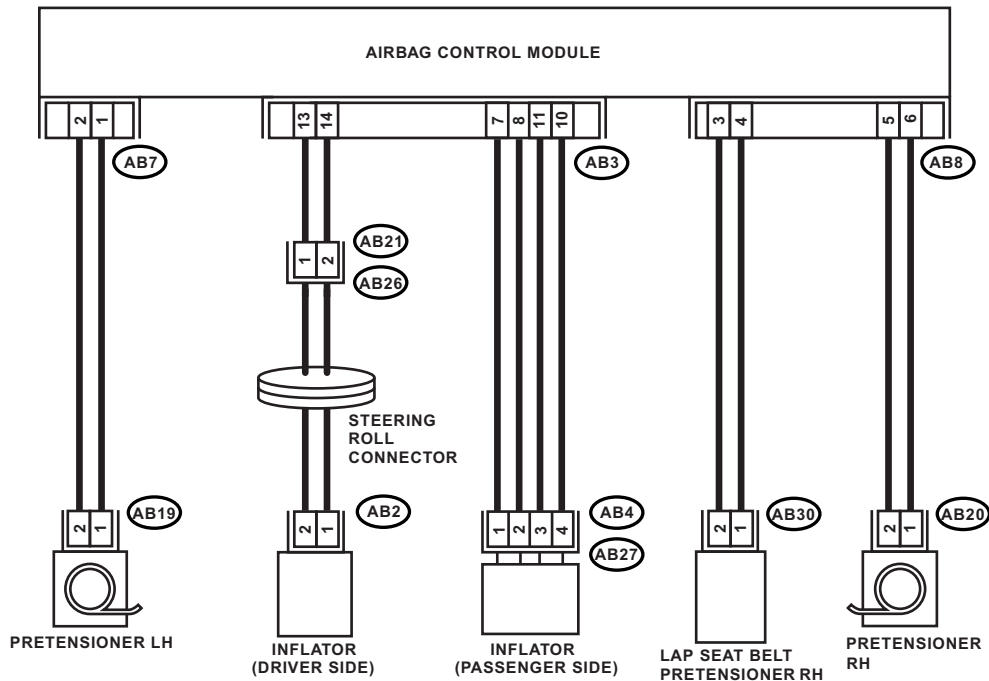 AIRBAG CONTROL MODULE
2 1
13 14
7 8 11 10
3 4
5 6
AB7
AB3
AB8
AB21
1 2
AB26
STEERING
ROLL
CONNECTOR
AB19
2 1
AB2
2 1
AB4
1 2 3 4
AB27
AB30
2 1
AB20
2 1
PRETENSIONER LH
INFLATOR
(DRIVER SIDE)
INFLATOR
(PASSENGER SIDE)
LAP SEAT BELT
PRETENSIONER RH
PRETENSIONER
RH